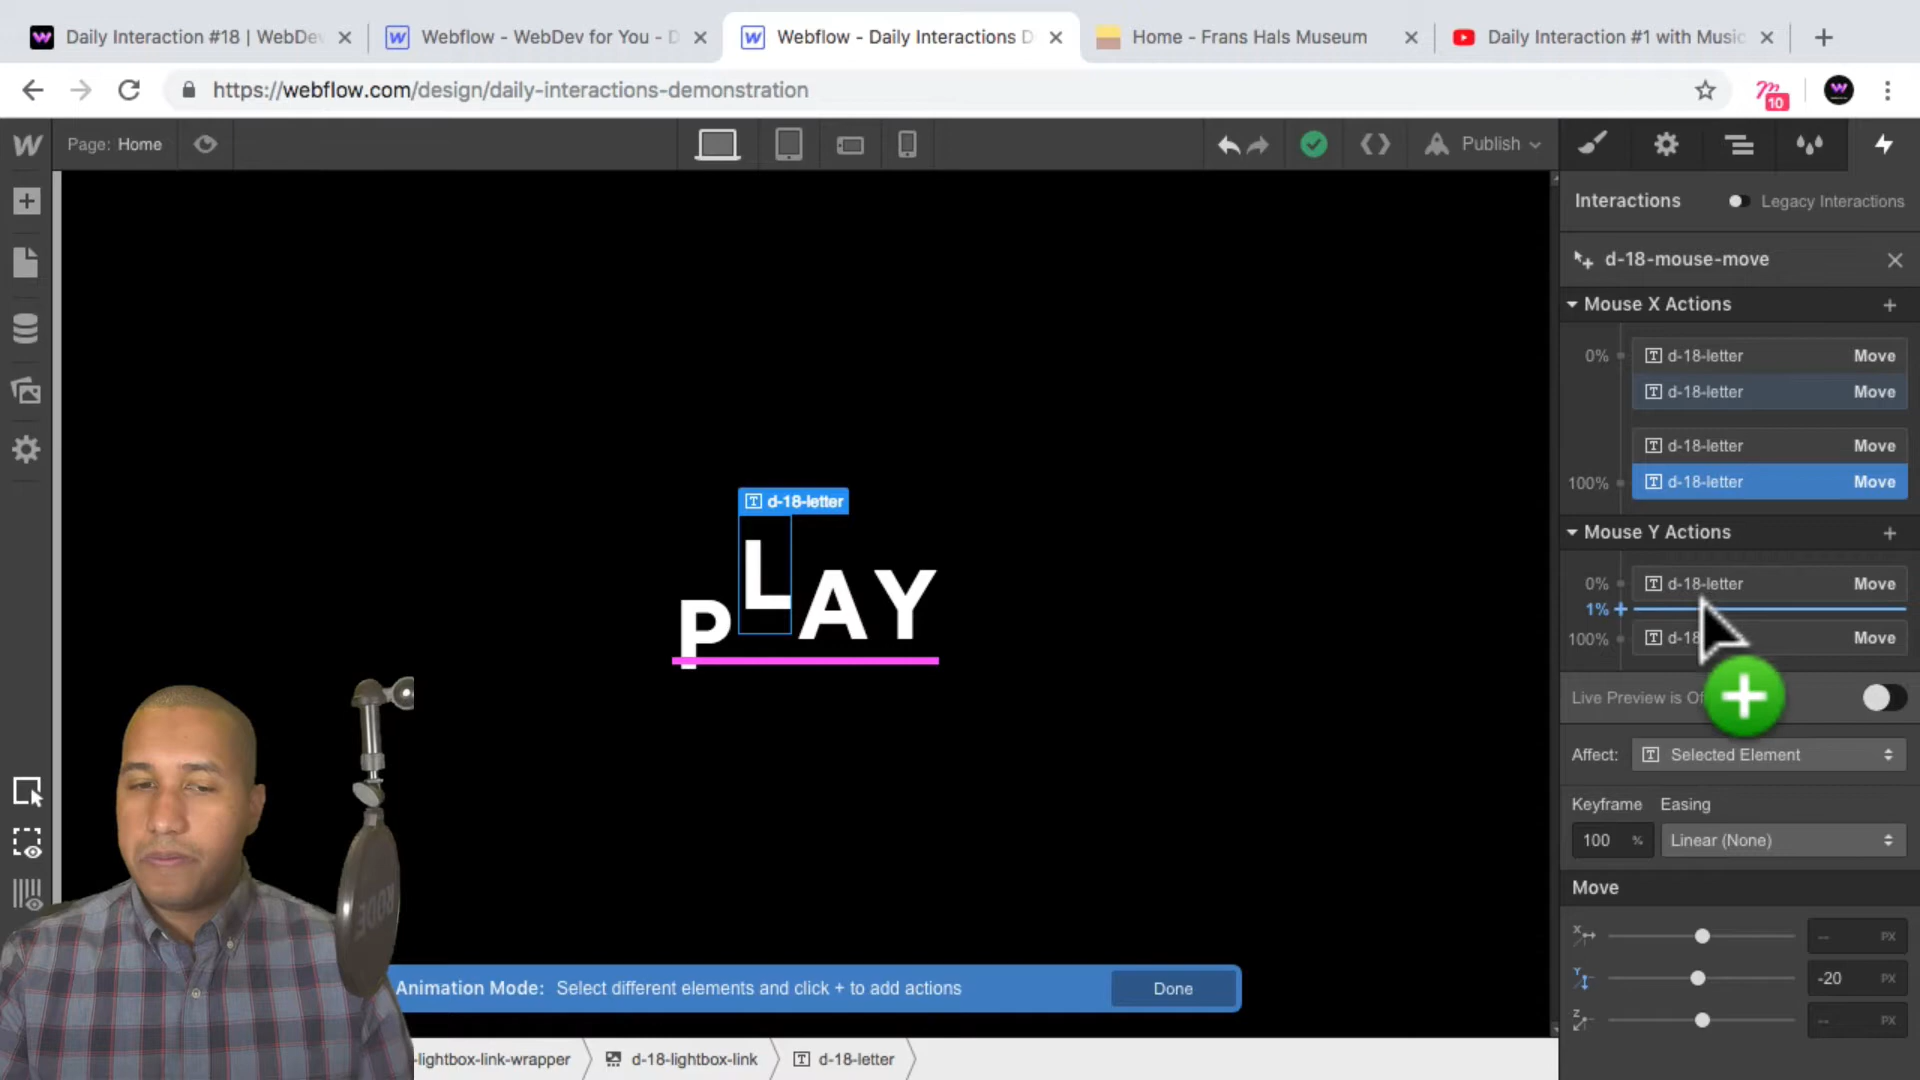 Daily Interaction #18 | WebDev
Webflow - WebDev for You - D
Webflow - Daily Interactions D
Home - Frans Hals Museum
Daily Interaction #1 with Music
https://webflow.com/design/daily-interactions-demonstration
10
Page: Home
Publish
Interactions
Legacy Interactions
d-18-mouse-move
Mouse X Actions
0%
d-18-letter
Move
d-18-letter
Move
d-18-letter
Move
100%
d-18-letter
Move
Mouse Y Actions
0%
d-18-letter
Move
1%
100%
d-18
Move
Live Preview is Of
Affect:
Selected Element
Keyframe
Easing
100 %
Linear (None)
Move
X
-- PX
Y
-20 PX
Z
-- PX
d-18-letter
PLAY
RODE
Animation Mode: Select different elements and click + to add actions
Done
-lightbox-link-wrapper
d-18-lightbox-link
d-18-letter